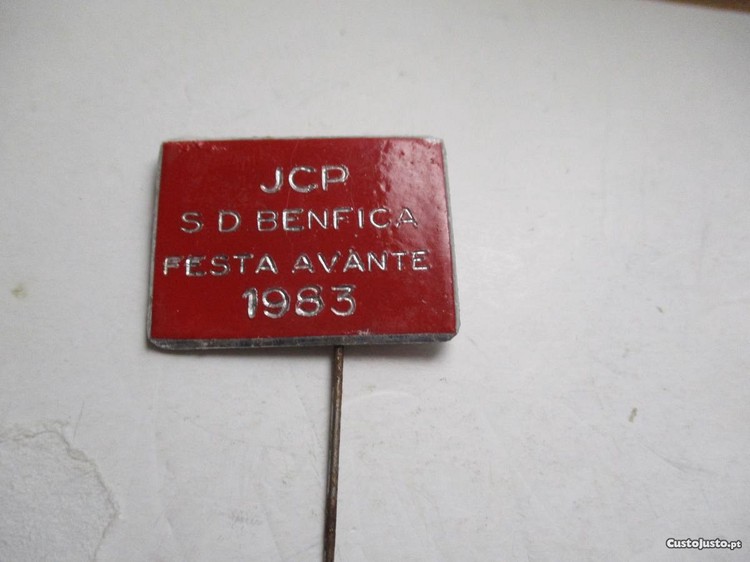 JCP
S D BENFICA
FESTA AVANTE
1983
CustoJusto.pt